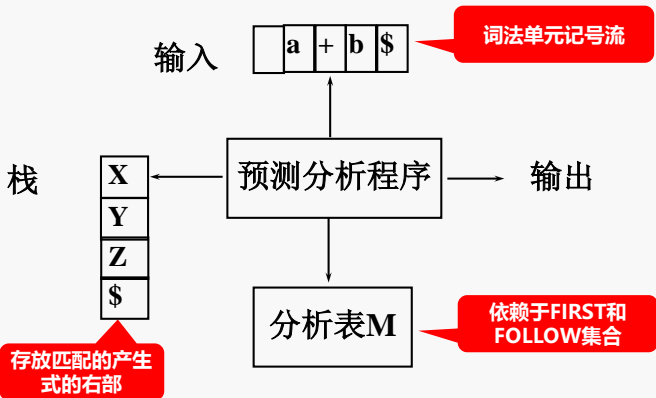 输入
a + b $
词法单元记号流
栈
X
Y
Z
$
预测分析程序
输出
分析表M
依赖于FIRST和
FOLLOW集合
存放匹配的产生
式的右部